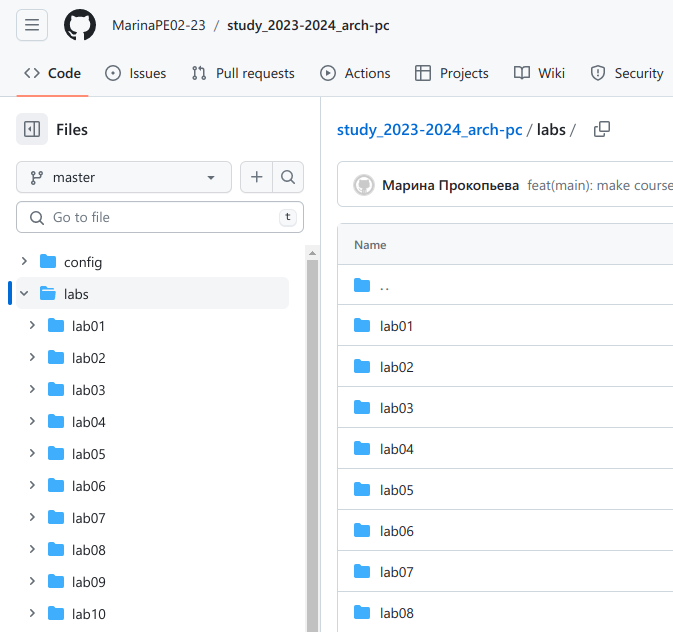 MarinaPE02-23 / study_2023-2024_arch-pc
Code Issues Pull requests Actions Projects Wiki Security
Files
master
Go to file t
config
labs
lab01
lab02
lab03
lab04
lab05
lab06
lab07
lab08
lab09
lab10
study_2023-2024_arch-pc / labs /
Марина Прокопьева feat(main): make course
Name
..
lab01
lab02
lab03
lab04
lab05
lab06
lab07
lab08